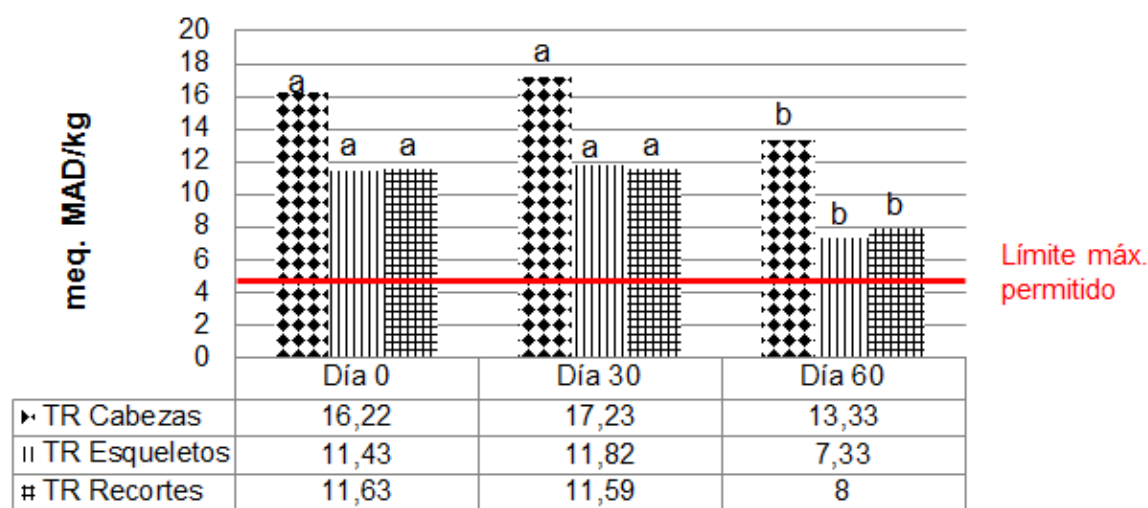 20
18
16
14
12
10
8
6
4
2
0
meq. MAD/kg
a
a
a
a
a
a
b
b
b
Límite máx.
permitido
Día 0 Día 30 Día 60
TR Cabezas 16,22 17,23 13,33
TR Esqueletos 11,43 11,82 7,33
TR Recortes 11,63 11,59 8